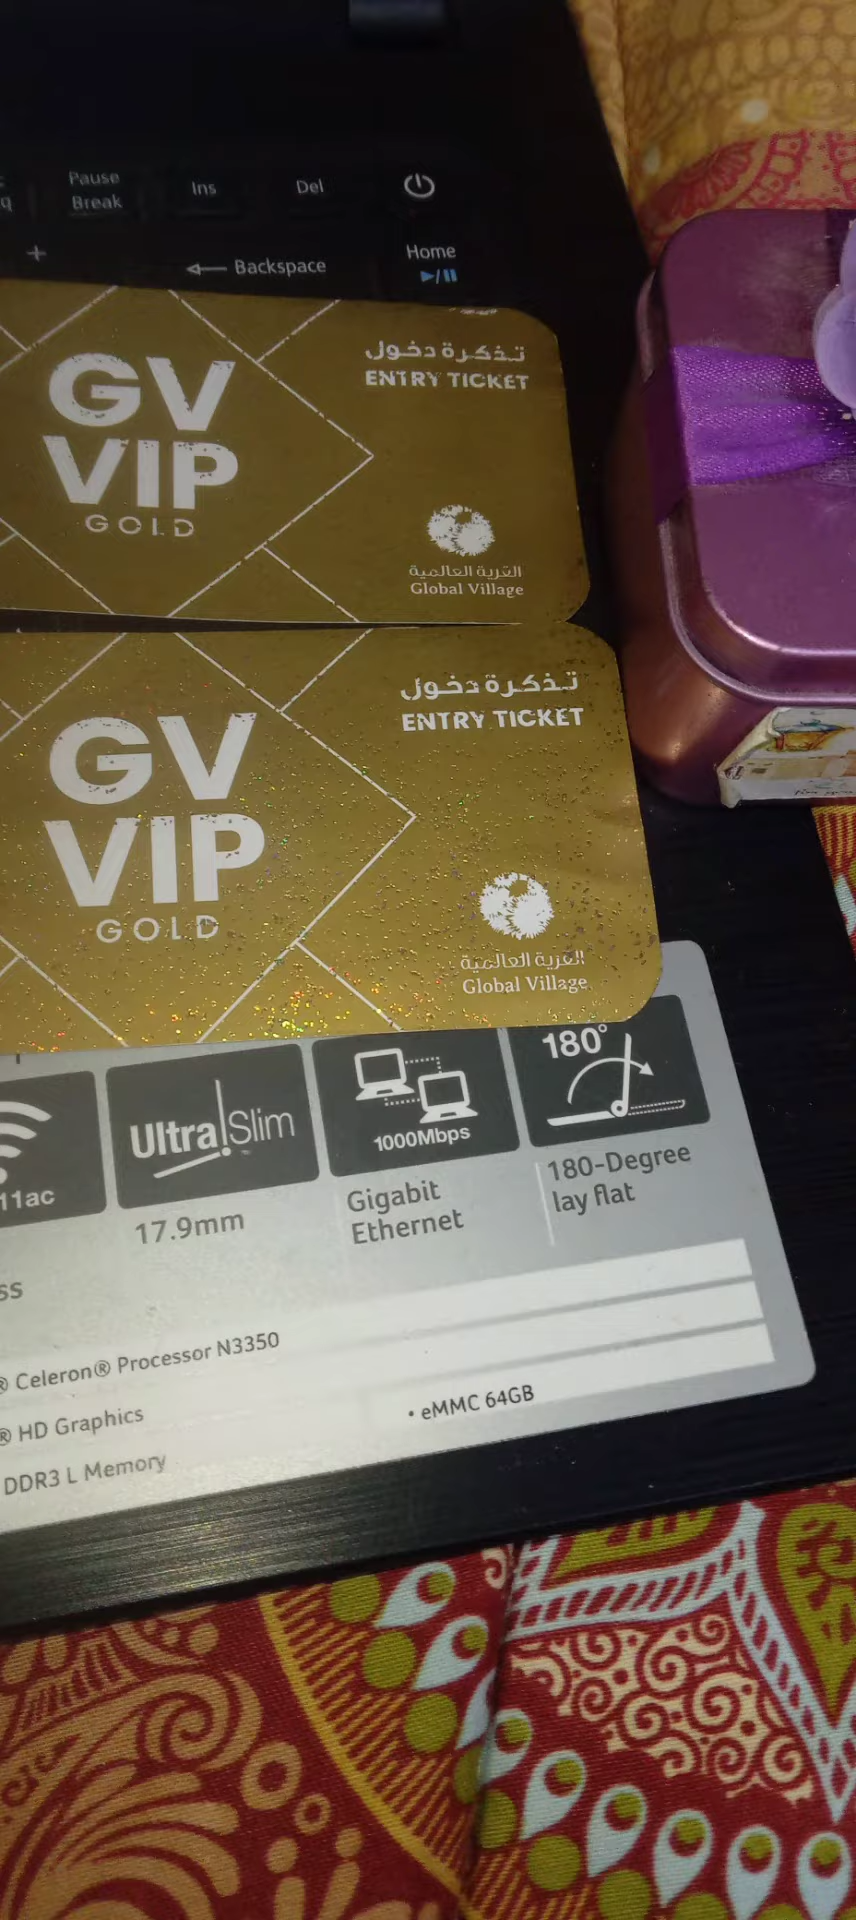 Pause
Break
Ins
Del
+
Backspace
Home
تذكرة دخول
ENTRY TICKET
GV
VIP
GOLD
القرية العالمية
Global Village
تذكرة دخول
ENTRY TICKET
GV
VIP
GOLD
القرية العالمية
Global Village
11ac
Ultra Slim
17.9mm
1000Mbps
Gigabit
Ethernet
180°
180-Degree
lay flat
ss
® Celeron® Processor N3350
® HD Graphics
• eMMC 64GB
DDR3 L Memory